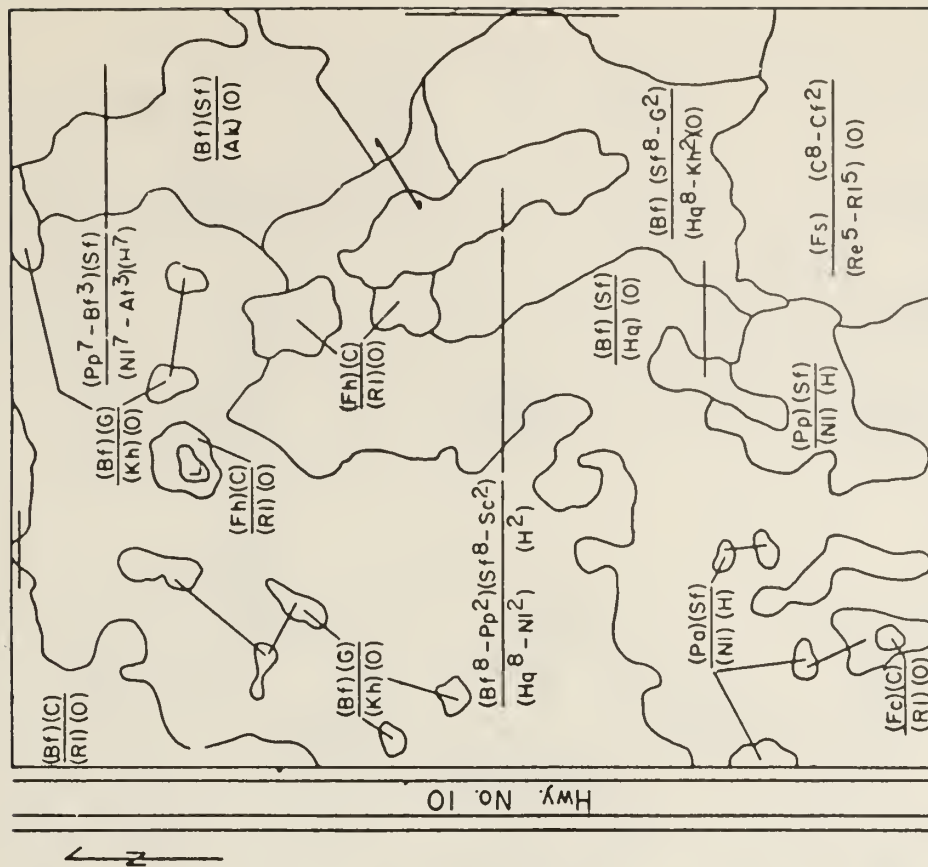 (Bf)(Sf)
(Ak)(O)
(Pp⁷-Bf³)(Sf)
(Nl⁷-Af³)(H⁷)
(Bf)(G)
(Kh)(O)
(Fh)(C)
(Rl)(O)
L
(Fh)(C)
(Rl)(O)
(Bf)(C)
(Rl)(O)
(Bf)(G)
(Kh)(O)
(Bf⁸-Pp²)(Sf⁸-Sc²)
(Hq⁸-Nl²) (H²)
(Bf) (Sf⁸-G²)
(Hq⁸-Kh²)(O)
(Bf)(Sf)
(Hq)(O)
(Fs) (C⁸-Cf²)
(Re⁵-Rl⁵)(O)
(Pp)(Sf)
(Nl)(H)
(Pa)(Sf)
(Nl)(H)
(Fc)(C)
(Rl)(O)
Hwy. No. 10
N